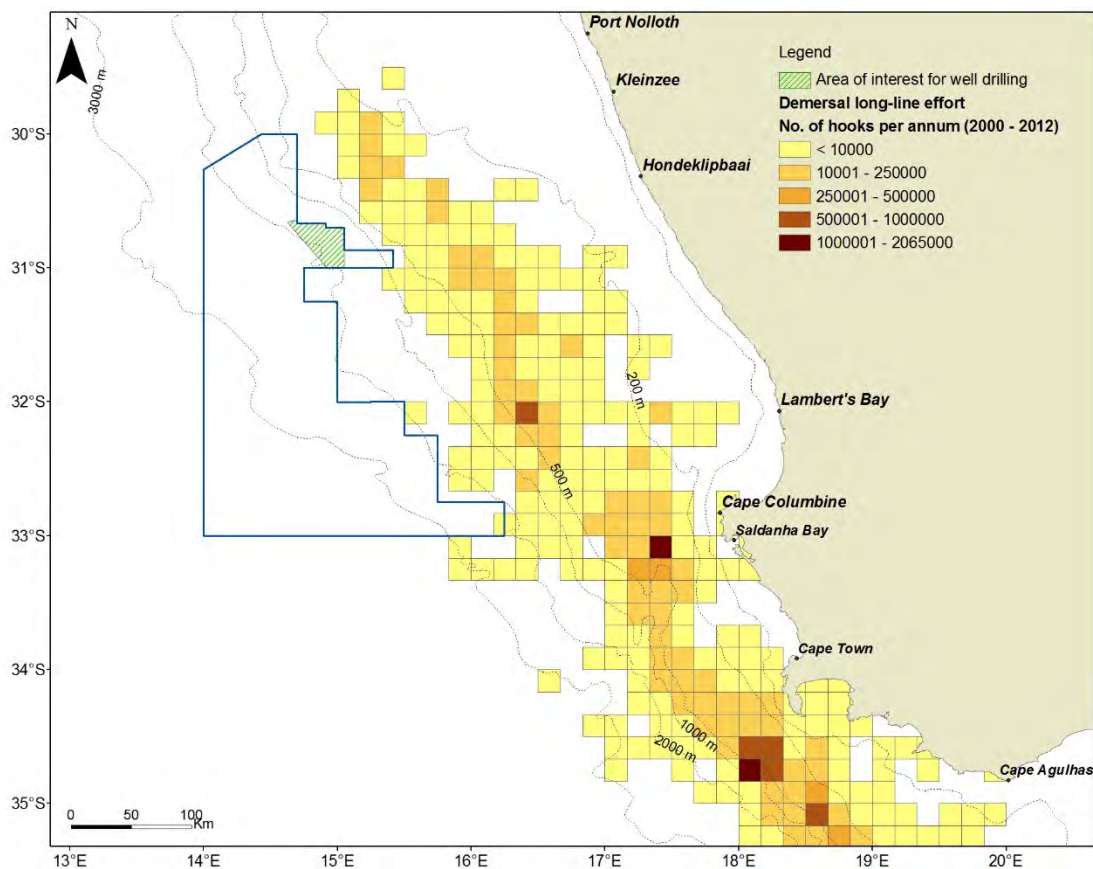 Port Nolloth
N
Legend
Area of interest for well drilling
Kleinzee
3000 m
Demersal long-line effort
No. of hooks per annum (2000 - 2012)
30°S
< 10000
Hondeklipbaai
10001 - 250000
250001 - 500000
500001 - 1000000
1000001 - 2065000
31°S
200 m
32°S
Lambert's Bay
500 m
Cape Columbine
33°S
Saldanha Bay
Cape Town
34°S
1000 m
2000 m
Cape Agulhas
35°S
0 50 100
Km
13°E 14°E 15°E 16°E 17°E 18°E 19°E 20°E